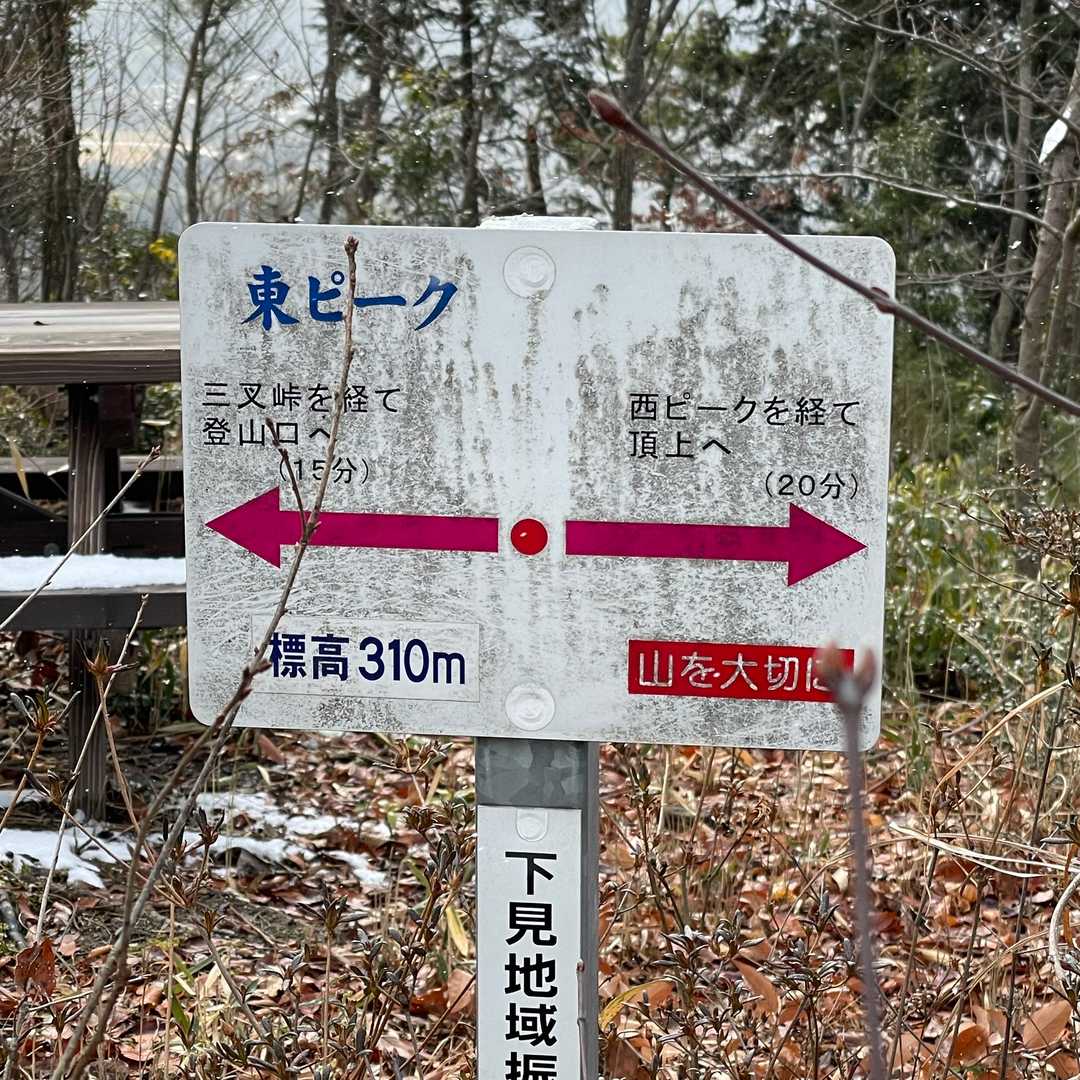 東ピーク
三叉峠を経て
登山口へ
(15分)
西ピークを経て
頂上へ
(20分)
標高310m
山を大切に
下見地域振